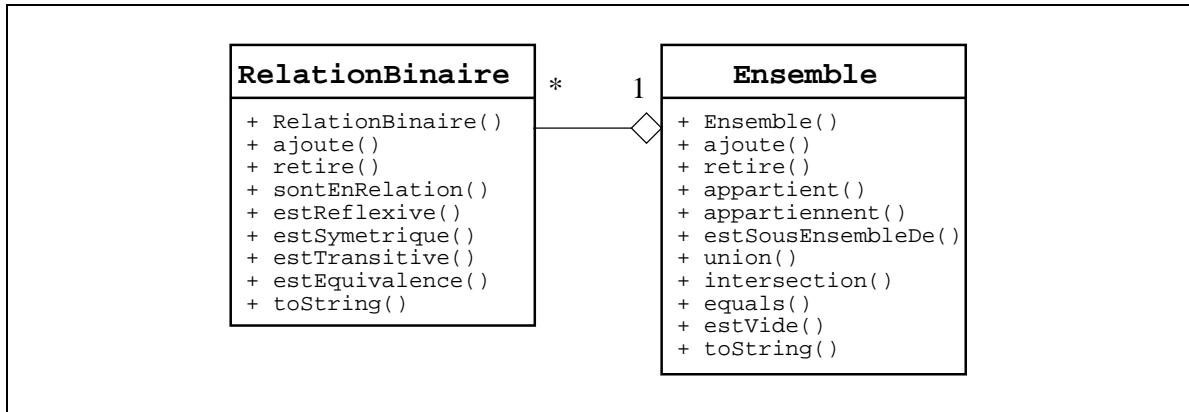 RelationBinaire
+ RelationBinaire()
+ ajoute()
+ retire()
+ sontEnRelation()
+ estReflexive()
+ estSymetrique()
+ estTransitive()
+ estEquivalence()
+ toString()
* 1
Ensemble
+ Ensemble()
+ ajoute()
+ retire()
+ appartient()
+ appartiennent()
+ estSousEnsembleDe()
+ union()
+ intersection()
+ equals()
+ estVide()
+ toString()